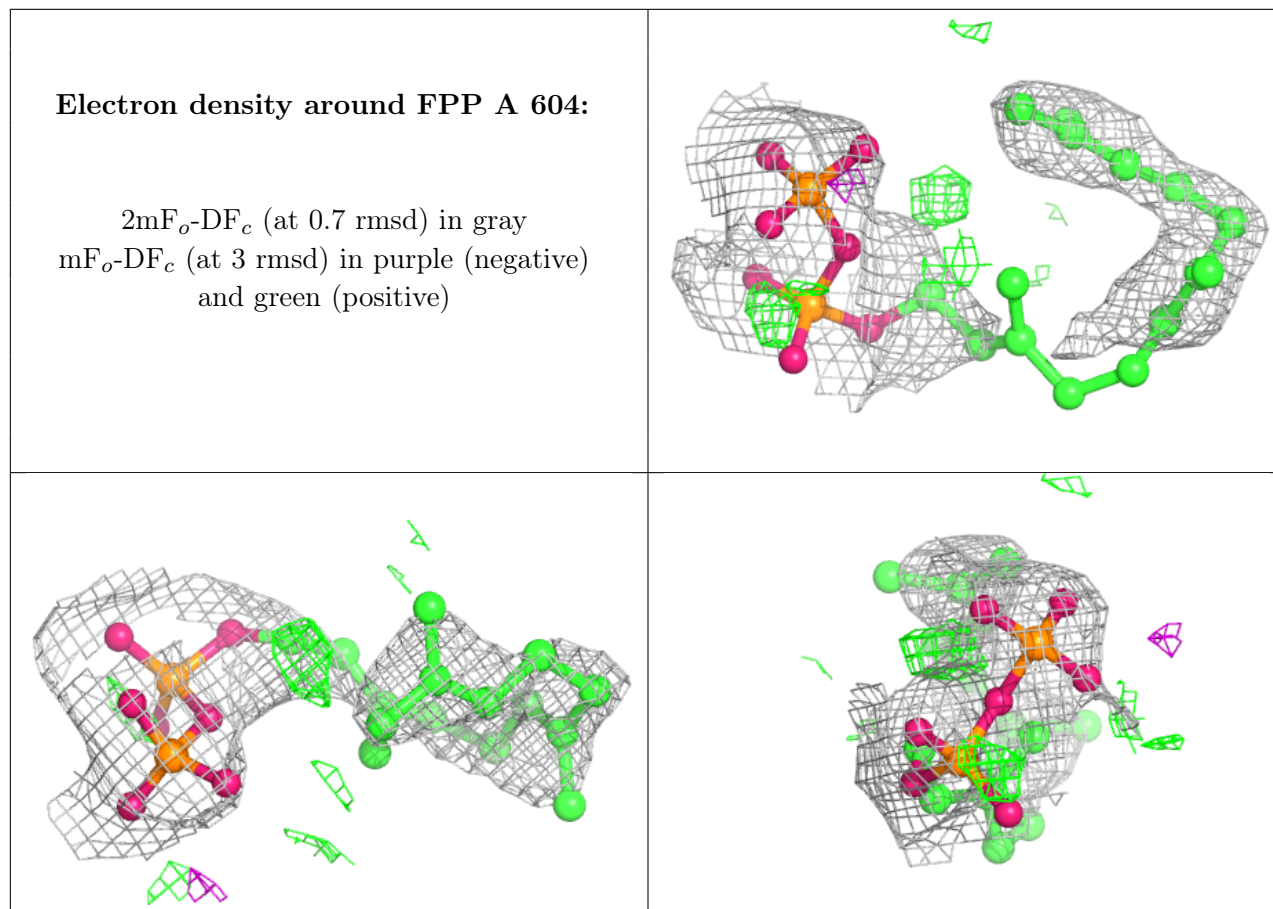 Electron density around FPP A 604:
2mFo-DFc (at 0.7 rmsd) in gray
mFo-DFc (at 3 rmsd) in purple (negative)
and green (positive)